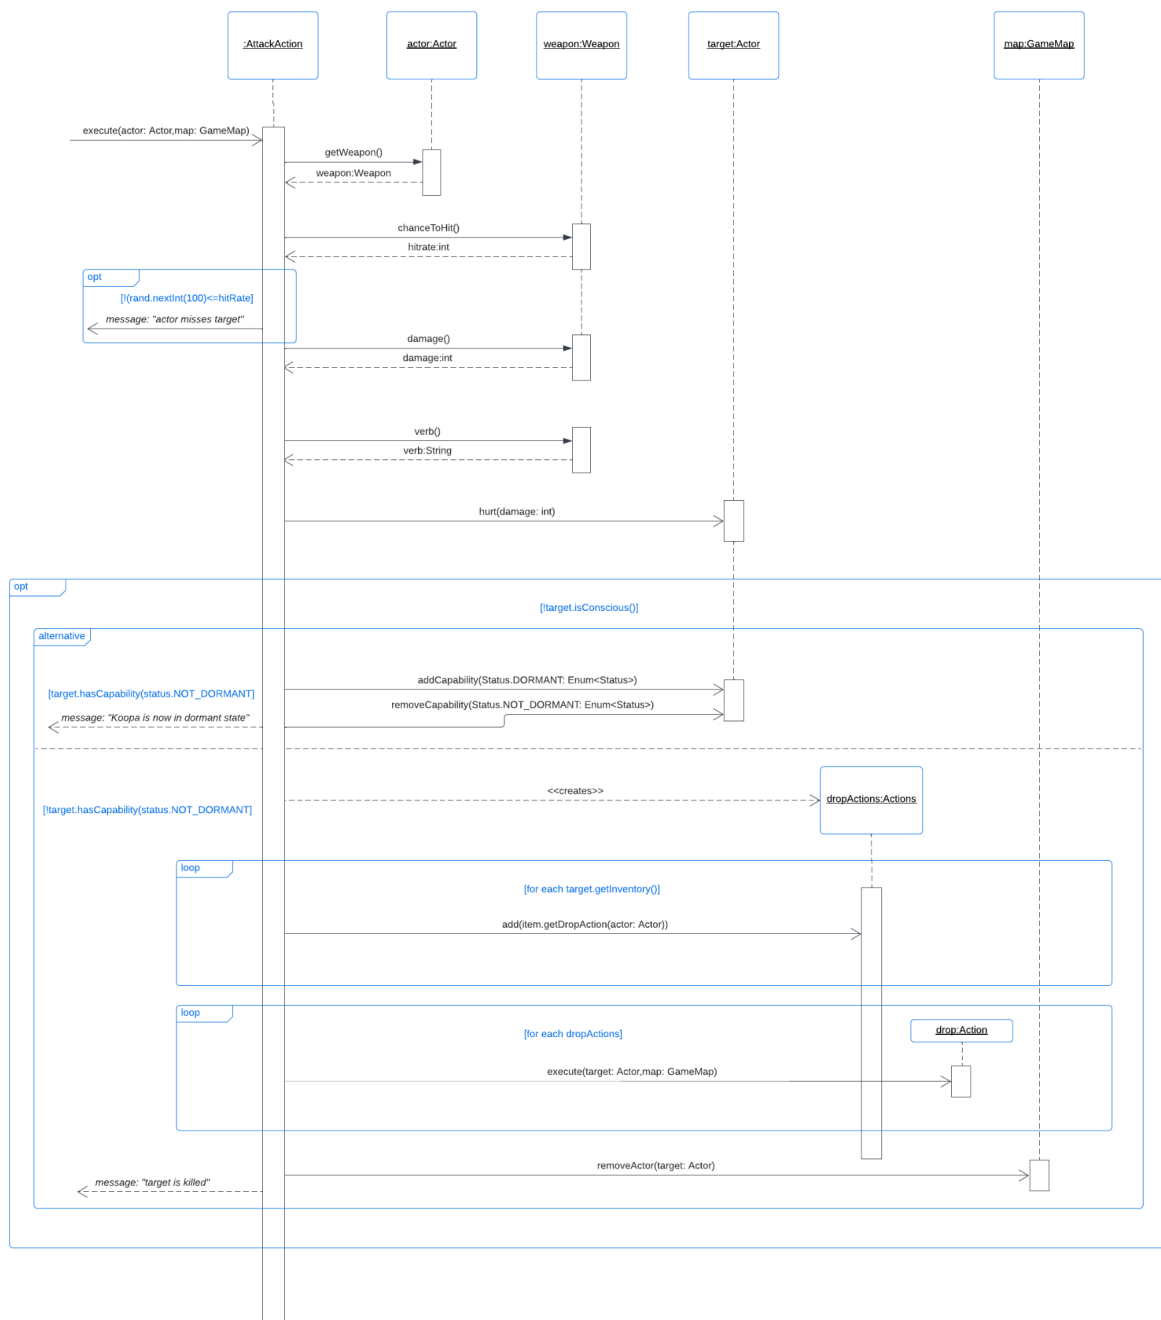 :AttackAction
actor:Actor
weapon:Weapon
target:Actor
map:GameMap
execute(actor: Actor,map: GameMap)
getWeapon()
weapon:Weapon
chanceToHit()
hitrate:int
opt
[!(rand.nextInt(100)<=hitRate]
message: "actor misses target"
damage()
damage:int
verb()
verb:String
hurt(damage: int)
opt
[!target.isConscious()]
alternative
addCapability(Status.DORMANT: Enum<Status>)
[target.hasCapability(status.NOT_DORMANT]
removeCapability(Status.NOT_DORMANT: Enum<Status>)
message: "Koopa is now in dormant state"
<<creates>>
dropActions:Actions
[!target.hasCapability(status.NOT_DORMANT]
loop
[for each target.getInventory()]
add(item.getDropAction(actor: Actor))
loop
[for each dropActions]
drop:Action
execute(target: Actor,map: GameMap)
removeActor(target: Actor)
message: "target is killed"